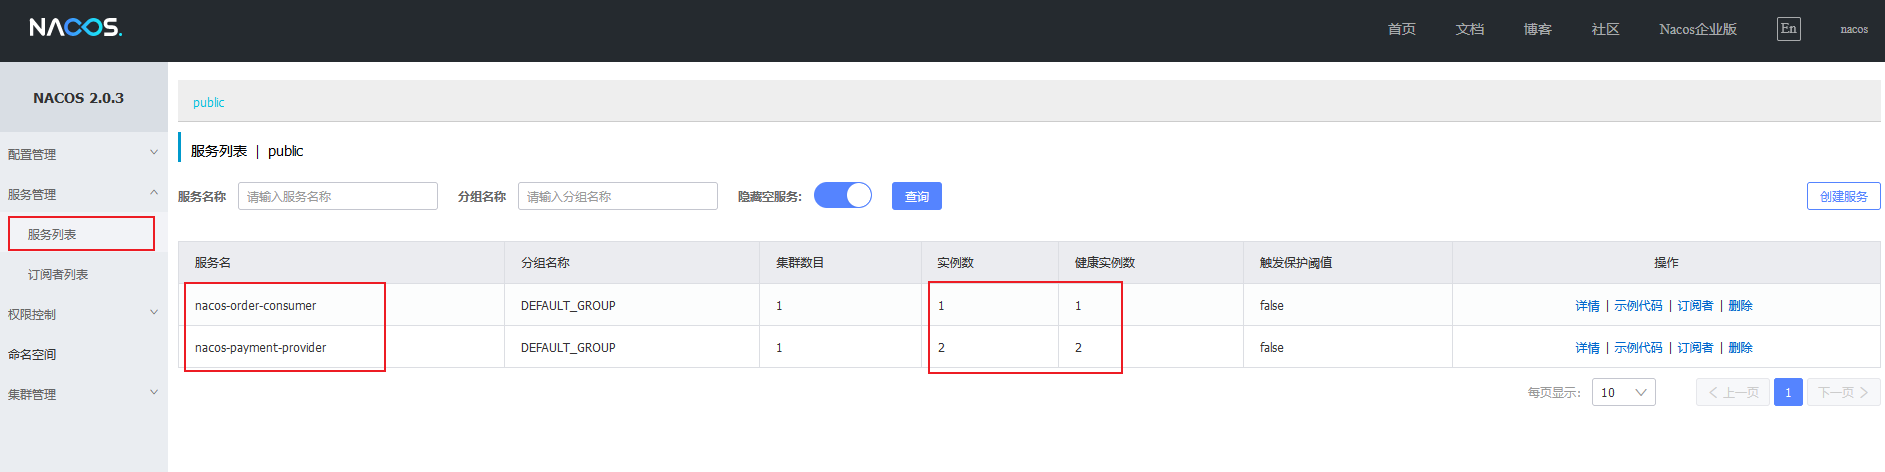 NACOS.
首页 文档 博客 社区 Nacos企业版 En nacos
NACOS 2.0.3
配置管理
服务管理
服务列表
订阅者列表
权限控制
命名空间
集群管理
public
服务列表 | public
服务名称 请输入服务名称 分组名称 请输入分组名称 隐藏空服务: 查询 创建服务
服务名 分组名称 集群数目 实例数 健康实例数 触发保护阈值 操作
nacos-order-consumer DEFAULT_GROUP 1 1 1 false 详情 | 示例代码 | 订阅者 | 删除
nacos-payment-provider DEFAULT_GROUP 1 2 2 false 详情 | 示例代码 | 订阅者 | 删除
每页显示: 10 上一页 1 下一页